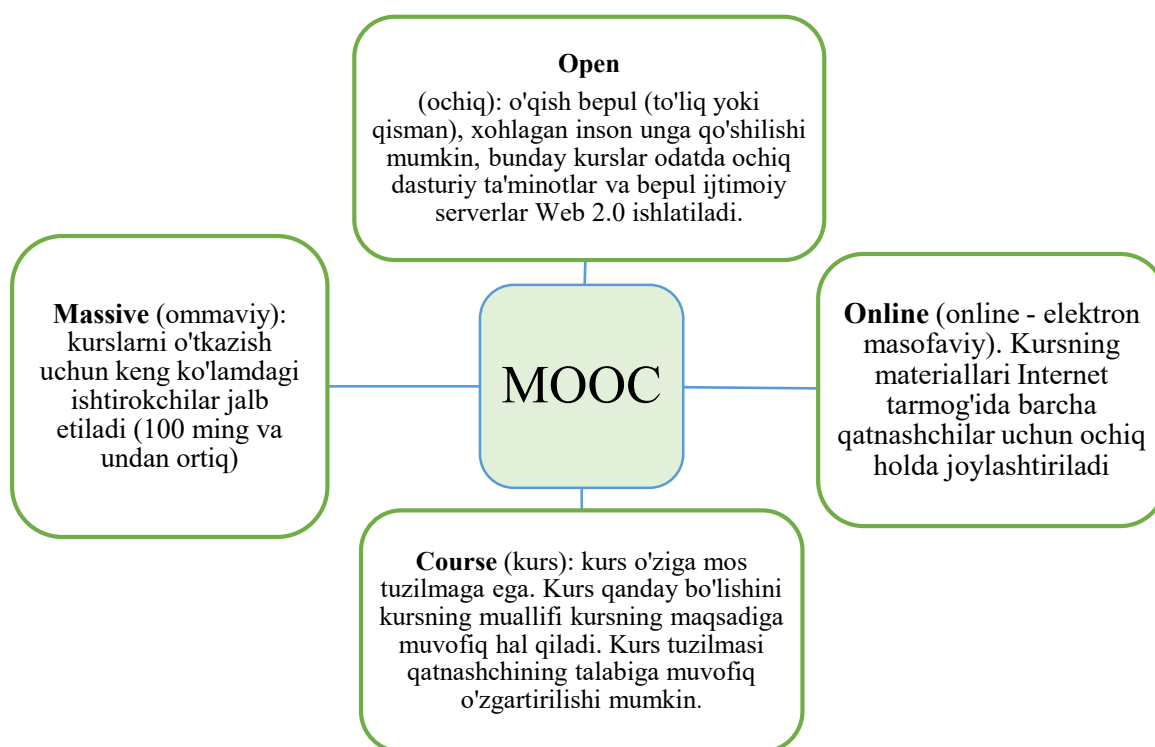 Open
(ochiq): o'qish bepul (to'liq yoki
qisman), xohlagan inson unga qo'shilishi
mumkin, bunday kurslar odatda ochiq
dasturiy ta'minotlar va bepul ijtimoiy
serverlar Web 2.0 ishlatiladi.
Massive (ommaviy):
kurslarni o'tkazish
uchun keng ko'lamdagi
ishtirokchilar jalb
etiladi (100 ming va
undan ortiq)
MOOC
Online (online - elektron
masofaviy). Kursning
materiallari Internet
tarmog'ida barcha
qatnashchilar uchun ochiq
holda joylashtiriladi
Course (kurs): kurs o'ziga mos
tuzilmaga ega. Kurs qanday bo'lishini
kursning muallifi kursning maqsadiga
muvofiq hal qiladi. Kurs tuzilmasi
qatnashchining talabiga muvofiq
o'zgartirilishi mumkin.